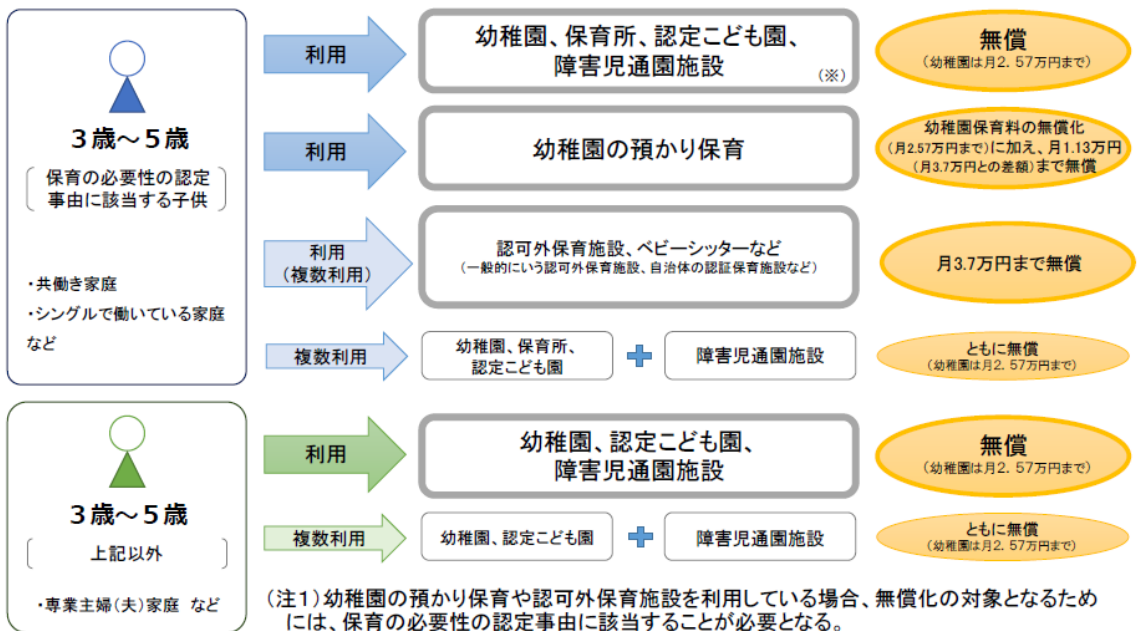 3歳～5歳
保育の必要性の認定
事由に該当する子供
・共働き家庭
・シングルで働いている家庭
など
利用
幼稚園、保育所、認定こども園、
障害児通園施設
(※)
無償
(幼稚園は月2．57万円まで)
利用
幼稚園の預かり保育
幼稚園保育料の無償化
(月2.57万円まで)に加え、月1.13万円
(月3.7万円との差額)まで無償
利用
(複数利用)
認可外保育施設、ベビーシッターなど
(一般的にいう認可外保育施設、自治体の認証保育施設など)
月3.7万円まで無償
複数利用
幼稚園、保育所、
認定こども園
障害児通園施設
ともに無償
(幼稚園は月2．57万円まで)
3歳～5歳
上記以外
・専業主婦(夫)家庭 など
利用
幼稚園、認定こども園、
障害児通園施設
無償
(幼稚園は月2．57万円まで)
複数利用
幼稚園、認定こども園
障害児通園施設
ともに無償
(幼稚園は月2．57万円まで)
(注1)幼稚園の預かり保育や認可外保育施設を利用している場合、無償化の対象となるため
には、保育の必要性の認定事由に該当することが必要となる。